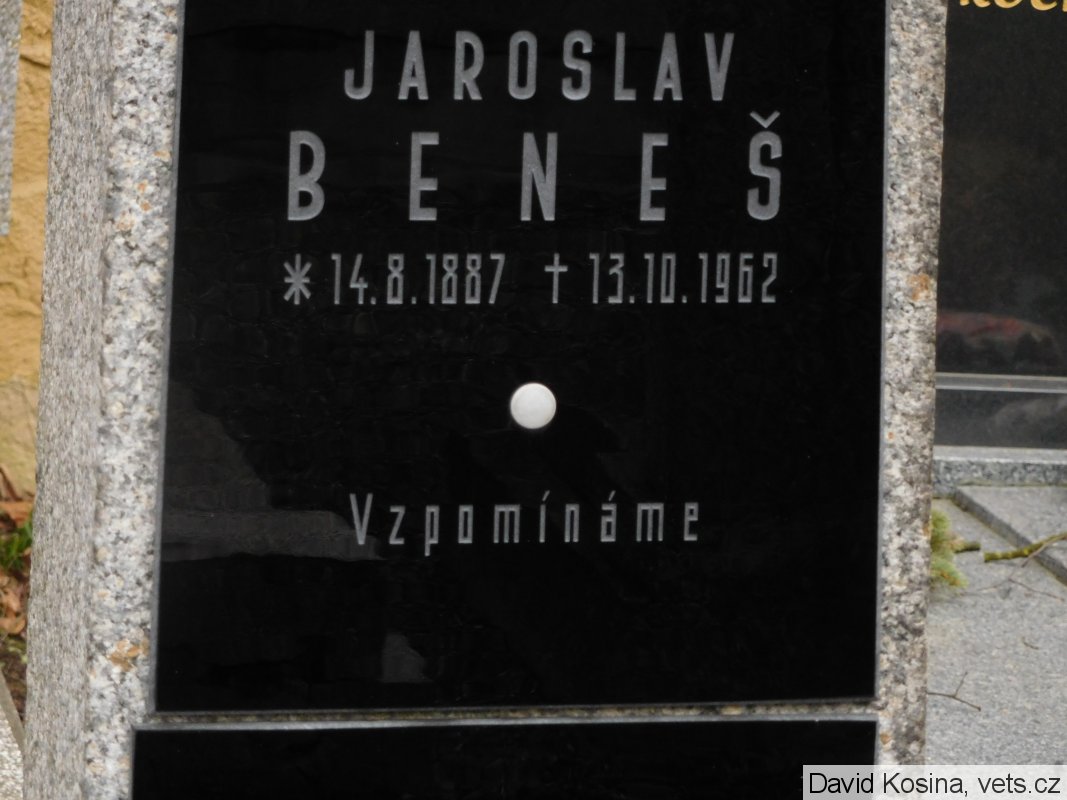 JAROSLAV
BENEŠ
* 14.8.1887 † 13.10.1962
Vzpomínáme
David Kosina, vets.cz